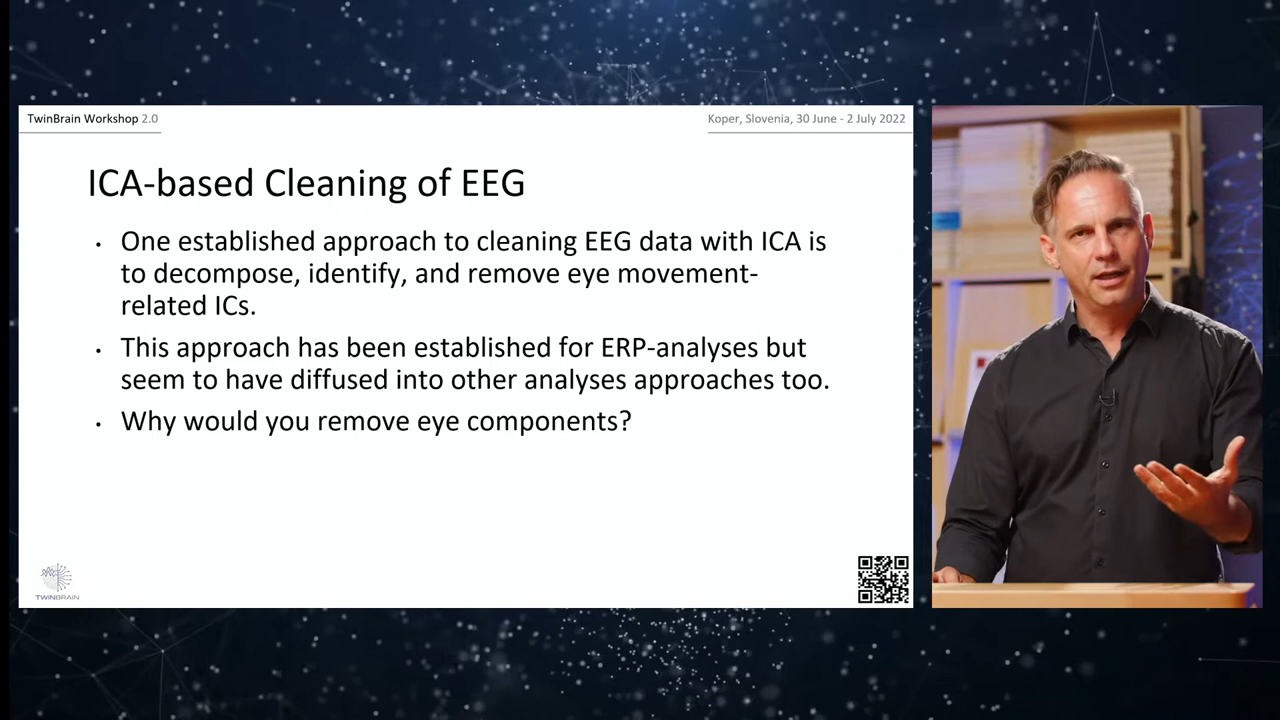 TwinBrain Workshop 2.0
Koper, Slovenia, 30 June - 2 July 2022
ICA-based Cleaning of EEG
• One established approach to cleaning EEG data with ICA is
to decompose, identify, and remove eye movement-
related ICs.
• This approach has been established for ERP-analyses but
seem to have diffused into other analyses approaches too.
• Why would you remove eye components?
TWINBRAIN